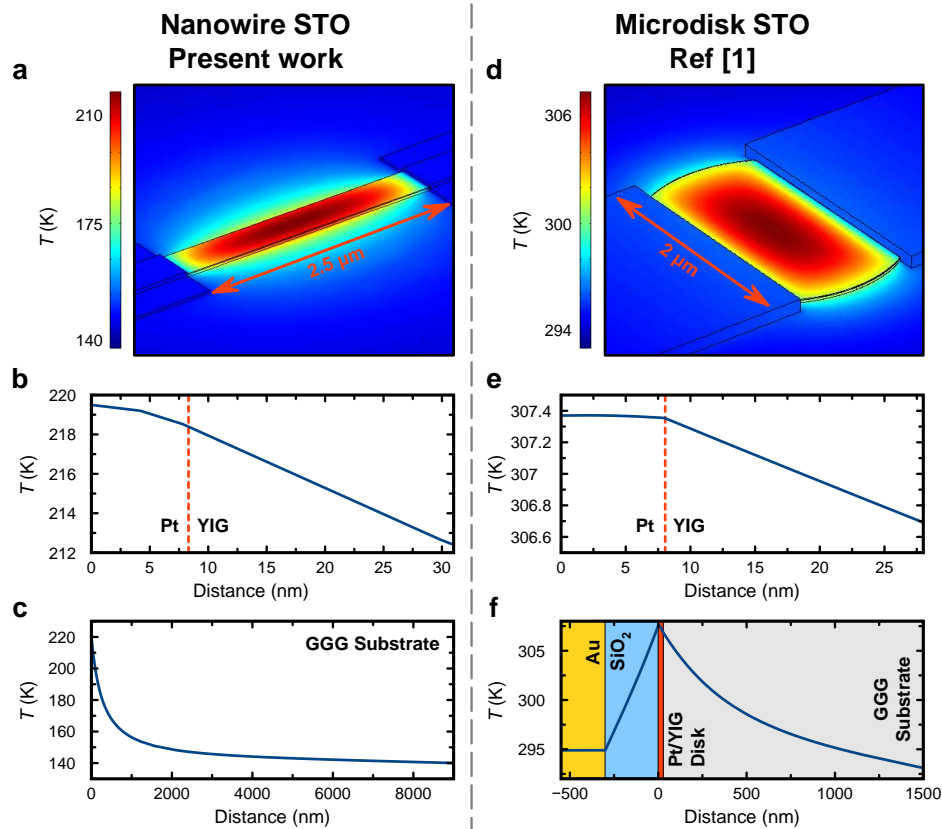 Nanowire STO
Present work
Microdisk STO
Ref [1]
a
210
175
140
T (K)
2,5 μm
d
306
300
294
T (K)
2 μm
b
220
218
216
214
212
T (K)
Pt
YIG
0
5
10
15
20
25
30
Distance (nm)
e
307.4
307
306.8
306.4
T (K)
Pt
YIG
0
5
10
15
20
25
Distance (nm)
c
220
200
180
160
140
T (K)
GGG Substrate
0
2000
4000
6000
8000
Distance (nm)
f
305
300
295
T (K)
Au
SiO₂
Pt/YIG
Disk
GGG
Substrate
-500
0
500
1000
1500
Distance (nm)